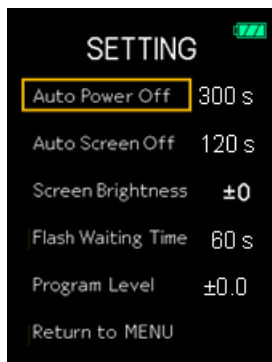 SETTING
Auto Power Off 300 s
Auto Screen Off 120 s
Screen Brightness ±0
Flash Waiting Time 60 s
Program Level ±0.0
Return to MENU